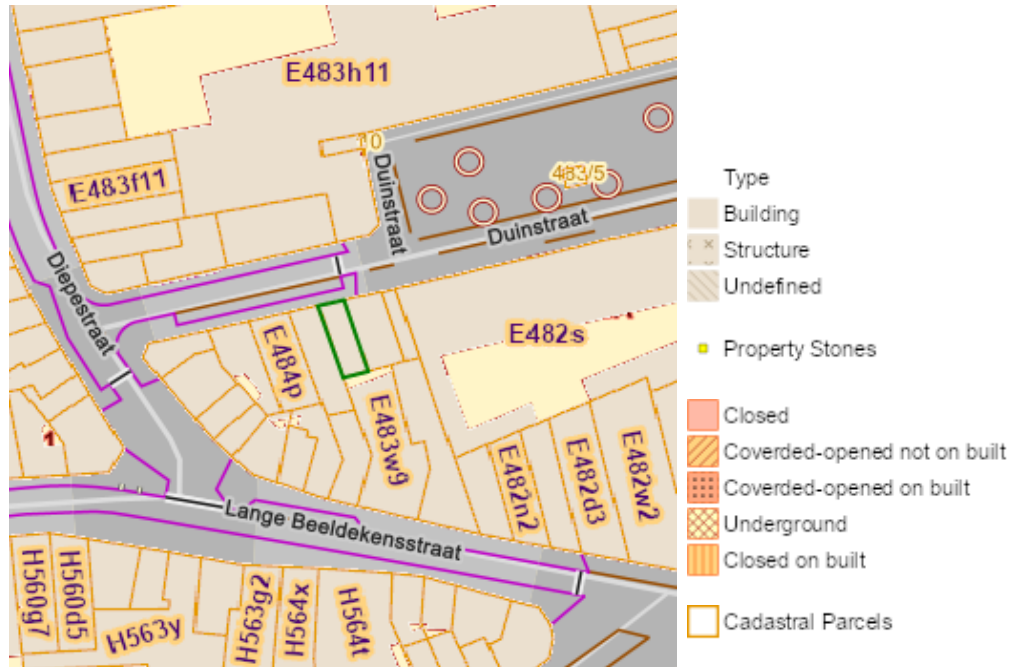 E483h11
0
Duinstraat
483/5
E483f11
Duinstraat
Diepestraat
E482s
E484p
E483w9
1
E482n2
E482d3
E482w2
Lange Beeldekensstraat
H560g7
H560d5
H563y
H563g2
H564x
H564t
Type
Building
Structure
Undefined
Property Stones
Closed
Coverded-opened not on built
Coverded-opened on built
Underground
Closed on built
Cadastral Parcels